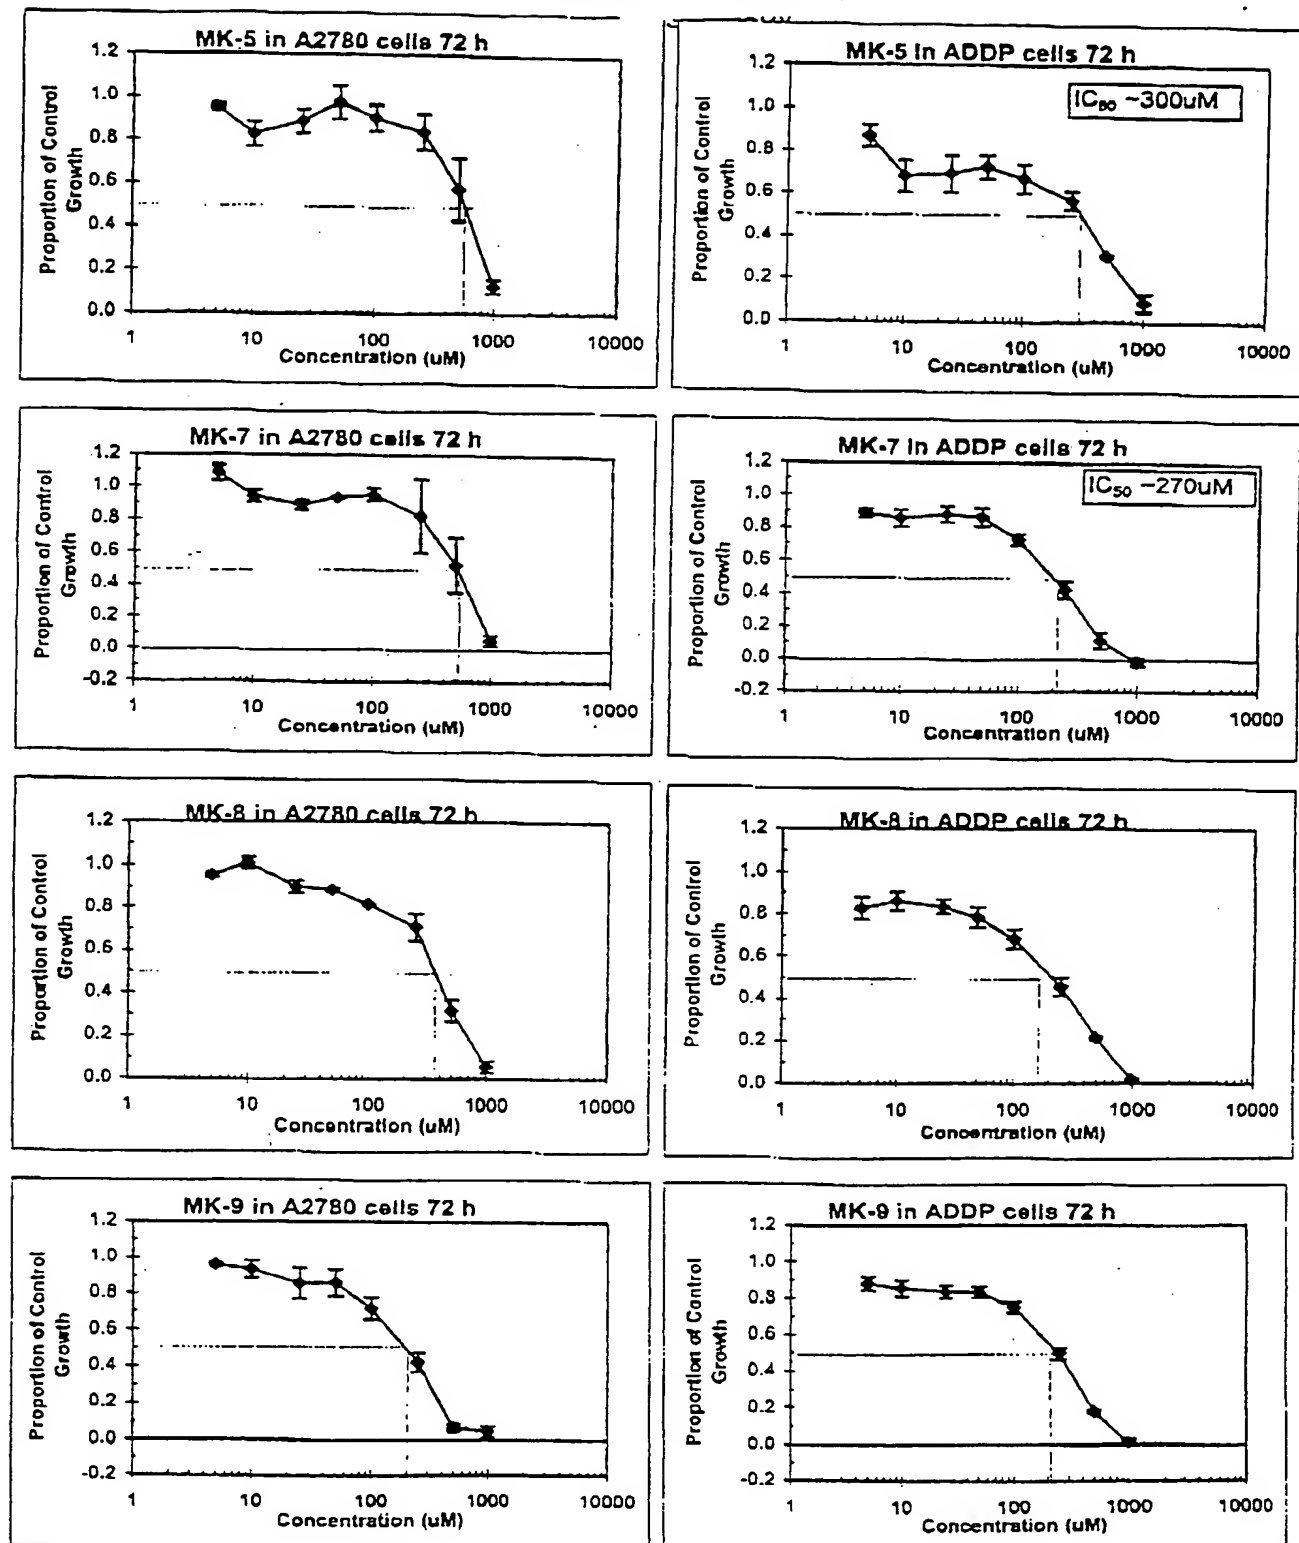 MK-5 in A2780 cells 72 h
Proportion of Control
Growth
1.2
1.0
0.8
0.6
0.4
0.2
0.0
1 10 100 1000 10000
Concentration (uM)
MK-5 in ADDP cells 72 h
IC50 ~300uM
Proportion of Control
Growth
1.2
1.0
0.8
0.6
0.4
0.2
0.0
1 10 100 1000 10000
Concentration (uM)
MK-7 in A2780 cells 72 h
Proportion of Control
Growth
1.2
1.0
0.8
0.6
0.4
0.2
0.0
-0.2
1 10 100 1000 10000
Concentration (uM)
MK-7 in ADDP cells 72 h
IC50 ~270uM
Proportion of Control
Growth
1.2
1.0
0.8
0.6
0.4
0.2
0.0
-0.2
1 10 100 1000 10000
Concentration (uM)
MK-8 in A2780 cells 72 h
Proportion of Control
Growth
1.2
1.0
0.8
0.6
0.4
0.2
0.0
1 10 100 1000 10000
Concentration (uM)
MK-8 in ADDP cells 72 h
Proportion of Control
Growth
1.2
1.0
0.8
0.6
0.4
0.2
0.0
1 10 100 1000 10000
Concentration (uM)
MK-9 in A2780 cells 72 h
Proportion of Control
Growth
1.2
1.0
0.8
0.6
0.4
0.2
0.0
-0.2
1 10 100 1000 10000
Concentration (uM)
MK-9 in ADDP cells 72 h
Proportion of Control
Growth
1.2
1.0
0.8
0.6
0.4
0.2
0.0
-0.2
1 10 100 1000 10000
Concentration (uM)